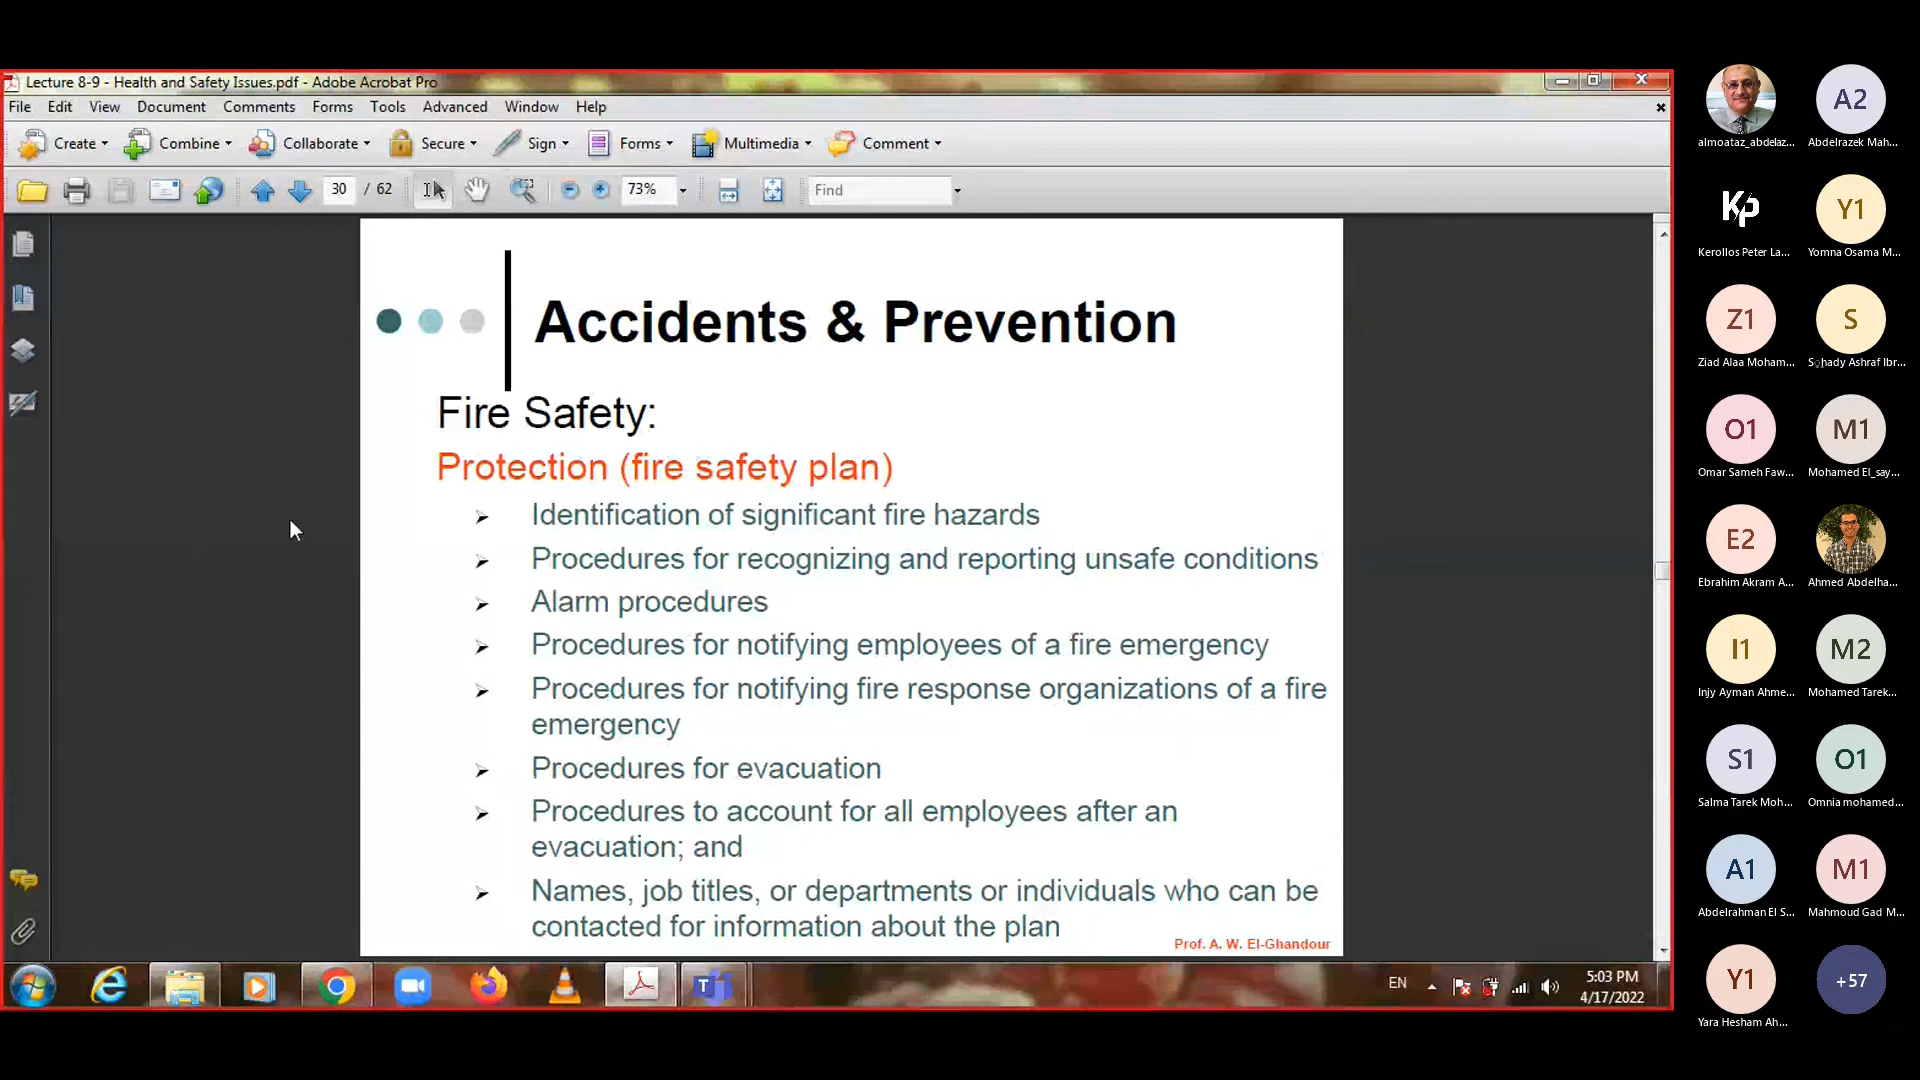 Lecture 8-9 - Health and Safety Issues.pdf - Adobe Acrobat Pro
File Edit View Document Comments Forms Tools Advanced Window Help
Create Combine Collaborate Secure Sign Forms Multimedia Comment
30 / 62 73% Find
Accidents & Prevention
Fire Safety:
Protection (fire safety plan)
Identification of significant fire hazards
Procedures for recognizing and reporting unsafe conditions
Alarm procedures
Procedures for notifying employees of a fire emergency
Procedures for notifying fire response organizations of a fire
emergency
Procedures for evacuation
Procedures to account for all employees after an
evacuation; and
Names, job titles, or departments or individuals who can be
contacted for information about the plan
Prof. A. W. El-Ghandour
EN
5:03 PM
4/17/2022
A2
almoataz_abdelaz... Abdelrazek Mah...
Kp Y1
Kerollos Peter La... Yomna Osama M...
Z1 S
Ziad Alaa Moham... Sohady Ashraf Ibr...
O1 M1
Omar Sameh Faw... Mohamed El_say...
E2
Ebrahim Akram A... Ahmed Abdelha...
I1 M2
Injy Ayman Ahme... Mohamed Tarek...
S1 O1
Salma Tarek Moh... Omnia mohamed...
A1 M1
Abdelrahman El S... Mahmoud Gad M...
Y1 +57
Yara Hesham Ah...